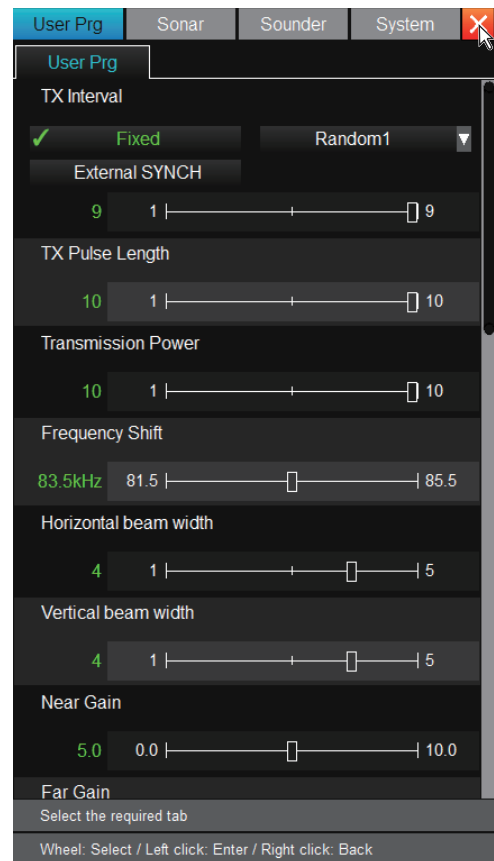 User Prg Sonar Sounder System
User Prg
TX Interval
✓ Fixed Random1
External SYNCH
9 1 9
TX Pulse Length
10 1 10
Transmission Power
10 1 10
Frequency Shift
83.5kHz 81.5 85.5
Horizontal beam width
4 1 5
Vertical beam width
4 1 5
Near Gain
5.0 0.0 10.0
Far Gain
Select the required tab
Wheel: Select / Left click: Enter / Right click: Back